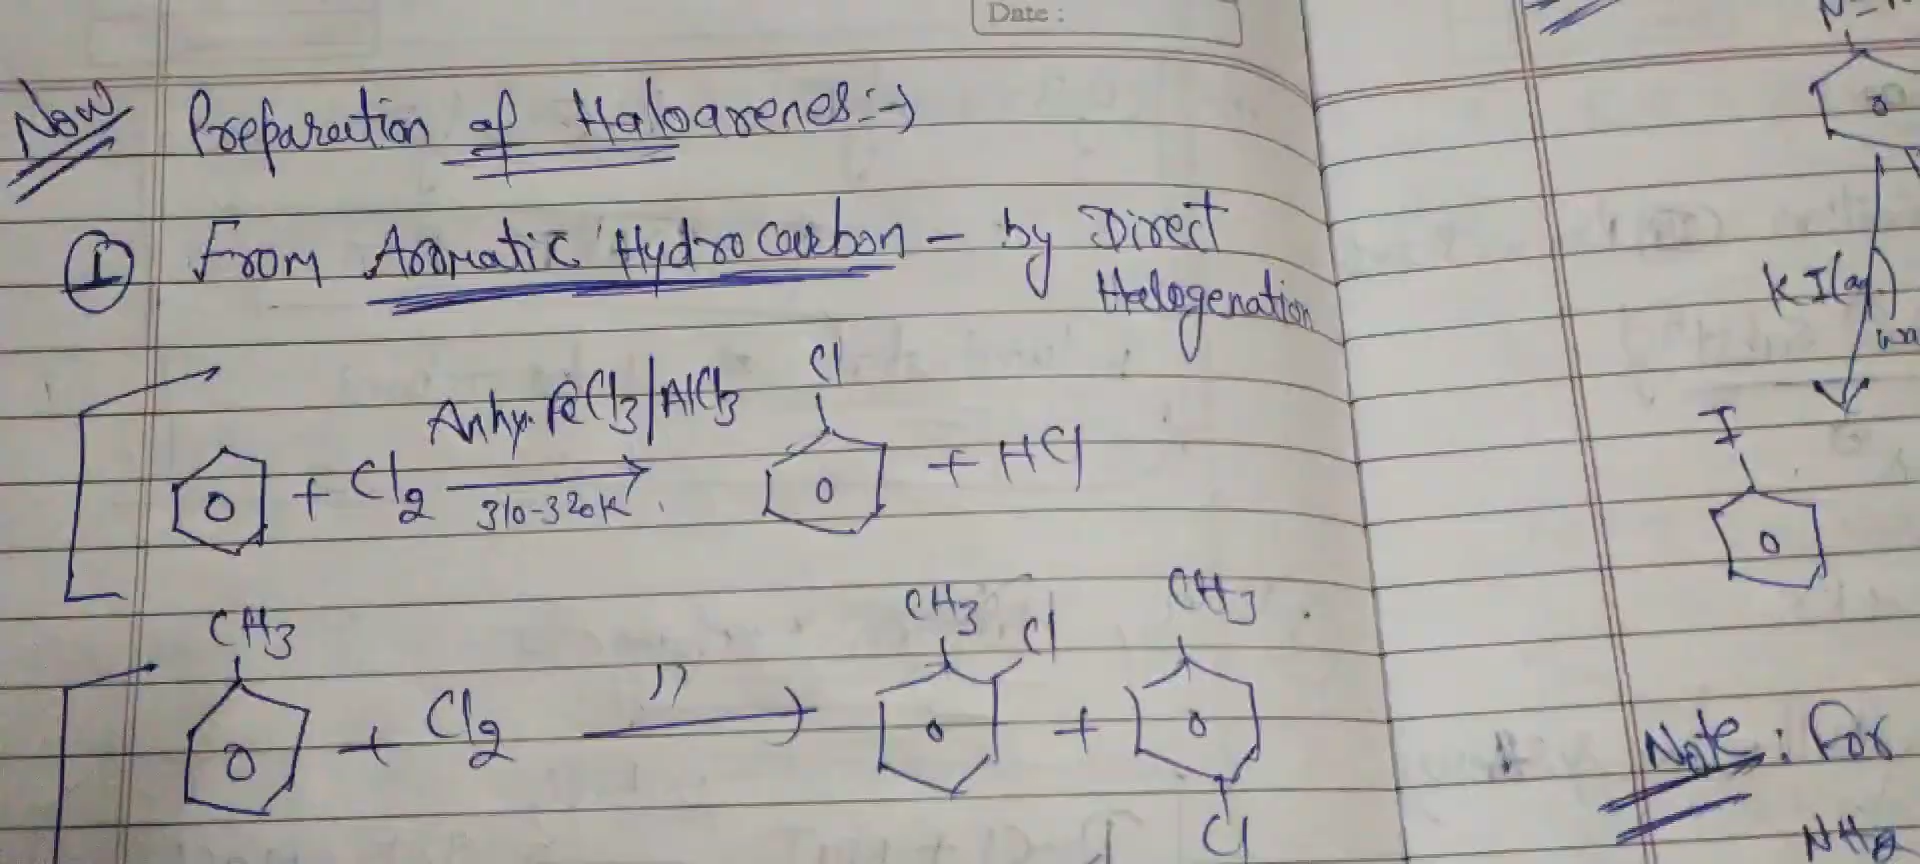 Date :
Now Preparation of Haloarenes :→
① From Aromatic Hydrocarbon - by Direct
Halogenation
Cl
Anhy. FeCl3/AlCl3
+ Cl2 → + HCl
310-320K
CH3 CH3 Cl CH3
+ Cl2 —〃→ +
Cl
KI(aq)
I
Note : For
NH2